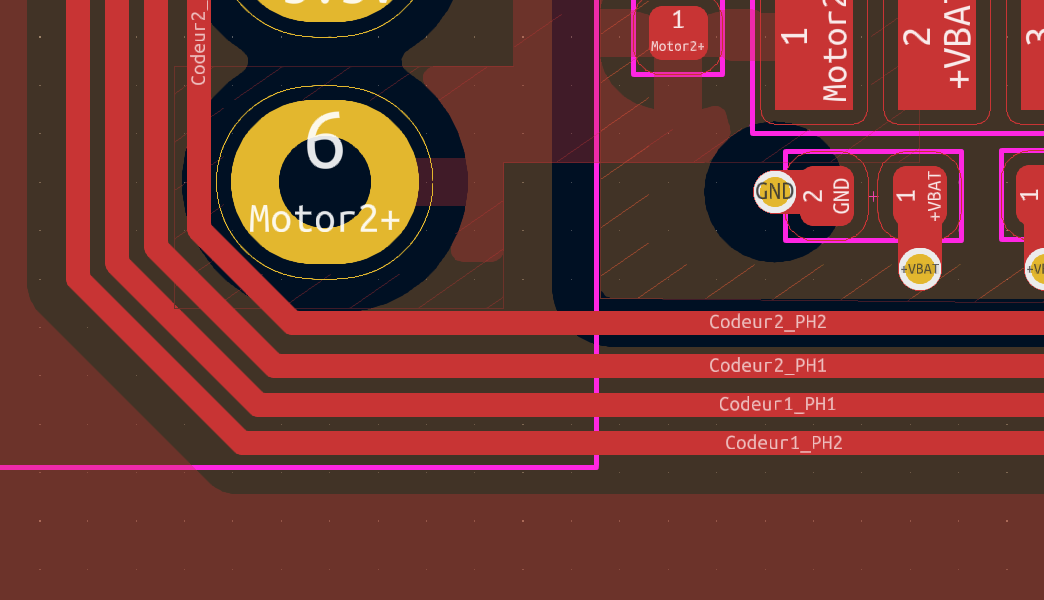 Codeur2_
6
Motor2+
1
Motor2+
1
Motor2
2
+VBAT
GND
2
GND
1
+VBAT
1
+VBAT
Codeur2_PH2
Codeur2_PH1
Codeur1_PH1
Codeur1_PH2